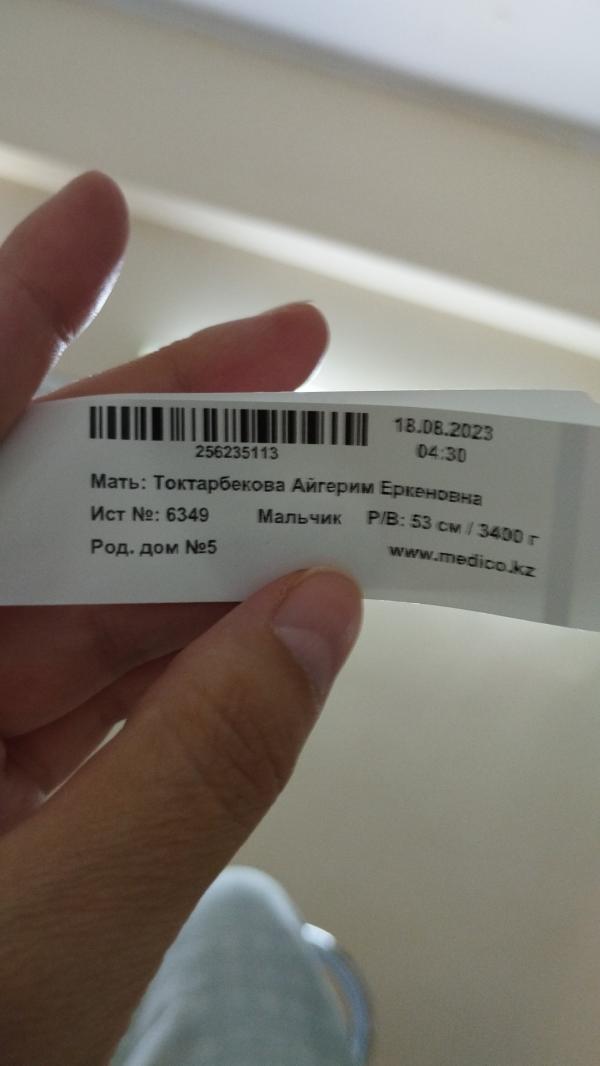 18.08.2023
256235113
04:30
Мать: Токтарбекова Айгерим Еркеновна
Ист №: 6349 Мальчик Р/В: 53 см / 3400 г
Род. дом №5 www.medico.kz